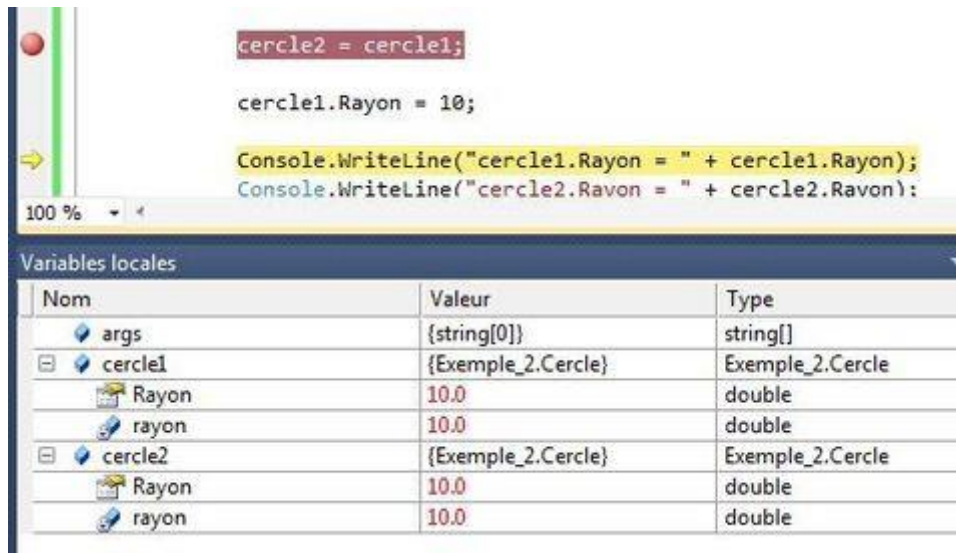 cercle2 = cercle1;
cercle1.Rayon = 10;
Console.WriteLine("cercle1.Rayon = " + cercle1.Rayon);
Console.WriteLine("cercle2.Rayon = " + cercle2.Rayon);
100 %
Variables locales
Nom Valeur Type
args {string[0]} string[]
cercle1 {Exemple_2.Cercle} Exemple_2.Cercle
Rayon 10.0 double
rayon 10.0 double
cercle2 {Exemple_2.Cercle} Exemple_2.Cercle
Rayon 10.0 double
rayon 10.0 double